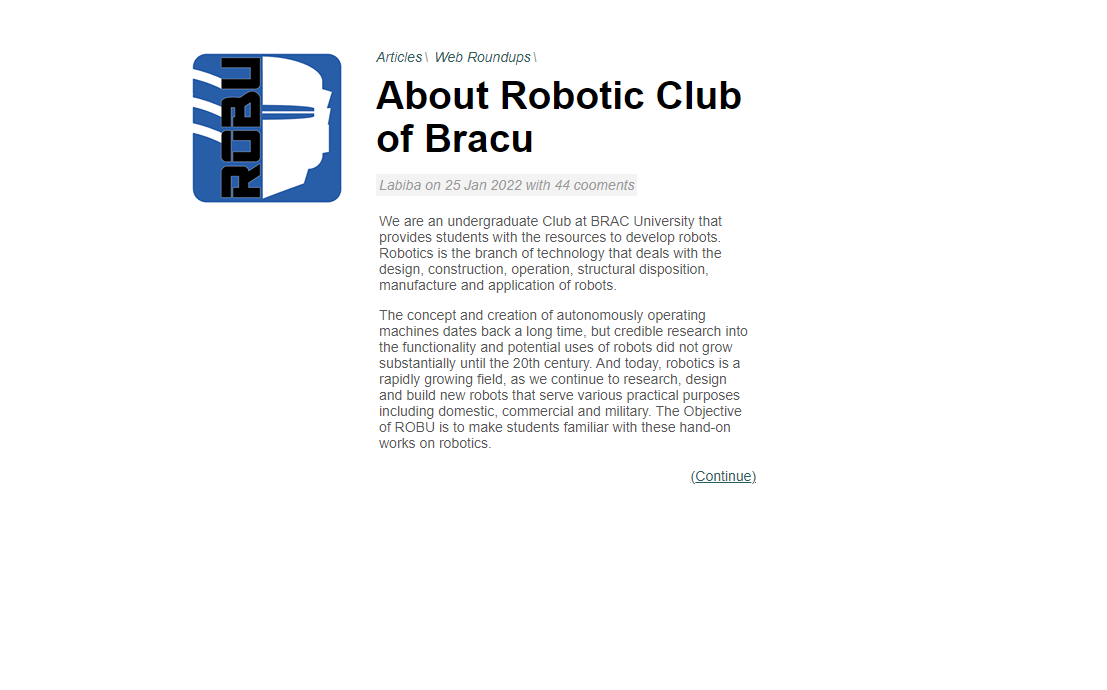 ROBU
Articles\ Web Roundups\
About Robotic Club
of Bracu
Labiba on 25 Jan 2022 with 44 cooments
We are an undergraduate Club at BRAC University that
provides students with the resources to develop robots.
Robotics is the branch of technology that deals with the
design, construction, operation, structural disposition,
manufacture and application of robots.
The concept and creation of autonomously operating
machines dates back a long time, but credible research into
the functionality and potential uses of robots did not grow
substantially until the 20th century. And today, robotics is a
rapidly growing field, as we continue to research, design
and build new robots that serve various practical purposes
including domestic, commercial and military. The Objective
of ROBU is to make students familiar with these hand-on
works on robotics.
(Continue)